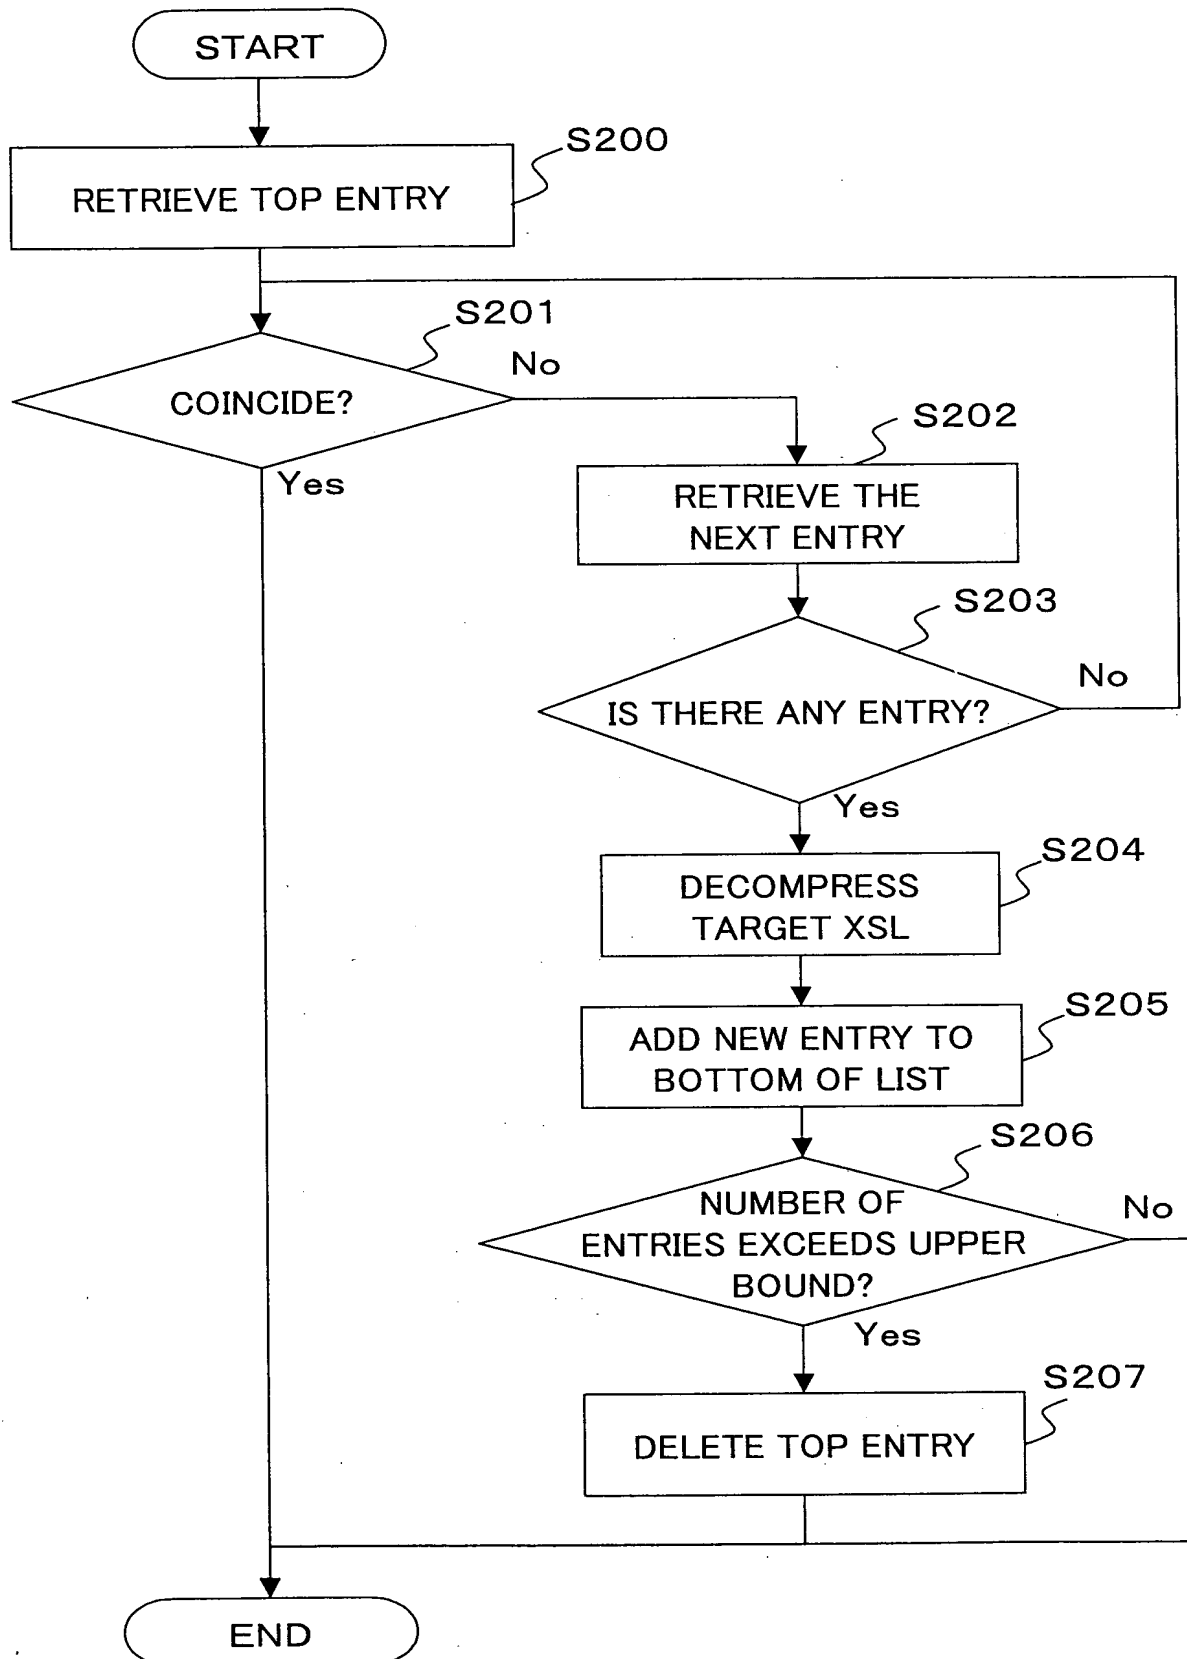 START
S200
RETRIEVE TOP ENTRY
S201
COINCIDE?
No
Yes
S202
RETRIEVE THE
NEXT ENTRY
S203
IS THERE ANY ENTRY?
No
Yes
S204
DECOMPRESS
TARGET XSL
S205
ADD NEW ENTRY TO
BOTTOM OF LIST
S206
NUMBER OF
ENTRIES EXCEEDS UPPER
BOUND?
No
Yes
S207
DELETE TOP ENTRY
END